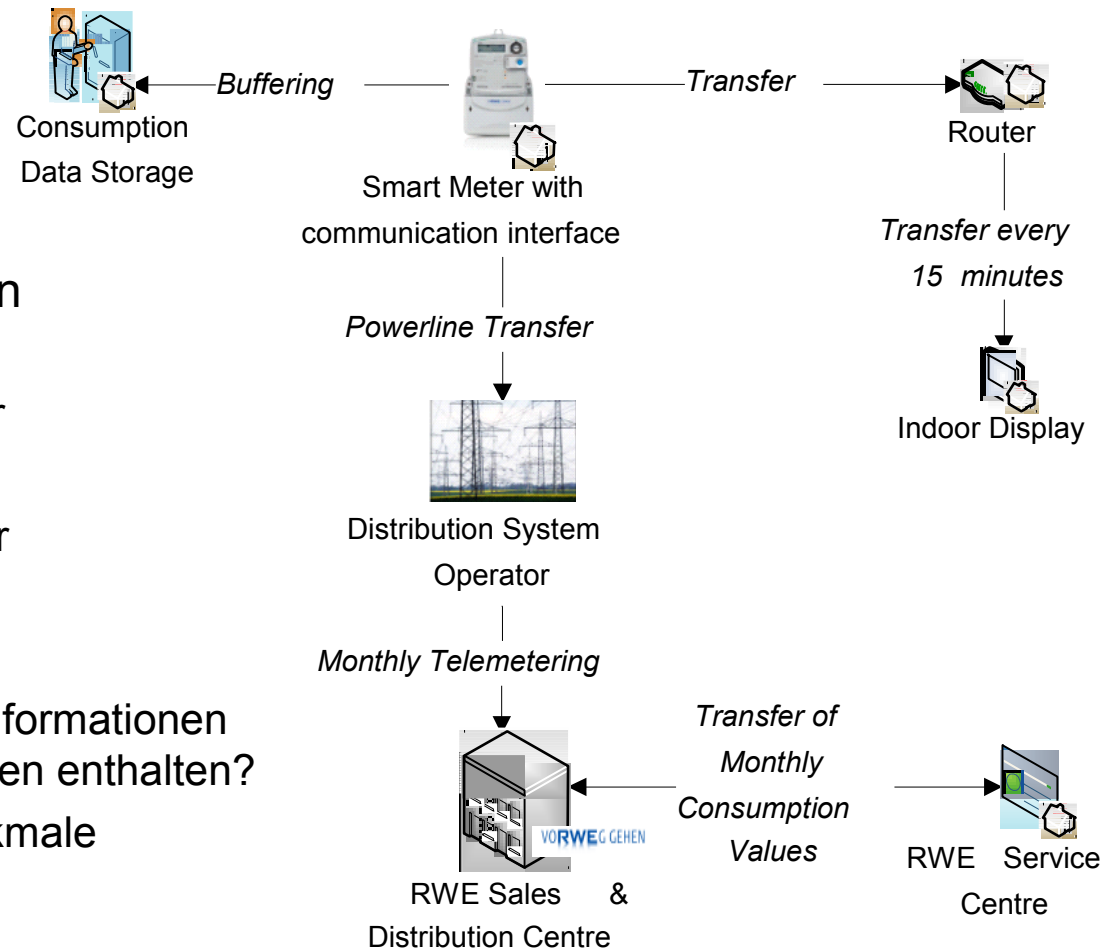 Buffering
Transfer
Consumption
Data Storage
Router
Smart Meter with
communication interface
Transfer every
15 minutes
n
Powerline Transfer
r
Indoor Display
r
Distribution System
Operator
Monthly Telemetering
formationen
en enthalten?
kmale
Transfer of
Monthly
Consumption
Values
VORWEG GEHEN
RWE Sales &
Distribution Centre
RWE Service
Centre